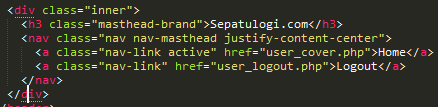 <div class="inner">
<h3 class="masthead-brand">Sepatulogi.com</h3>
<nav class="nav nav-masthead justify-content-center">
<a class="nav-link active" href="user_cover.php">Home</a>
<a class="nav-link" href="user_logout.php">Logout</a>
</nav>
</div>
</header>